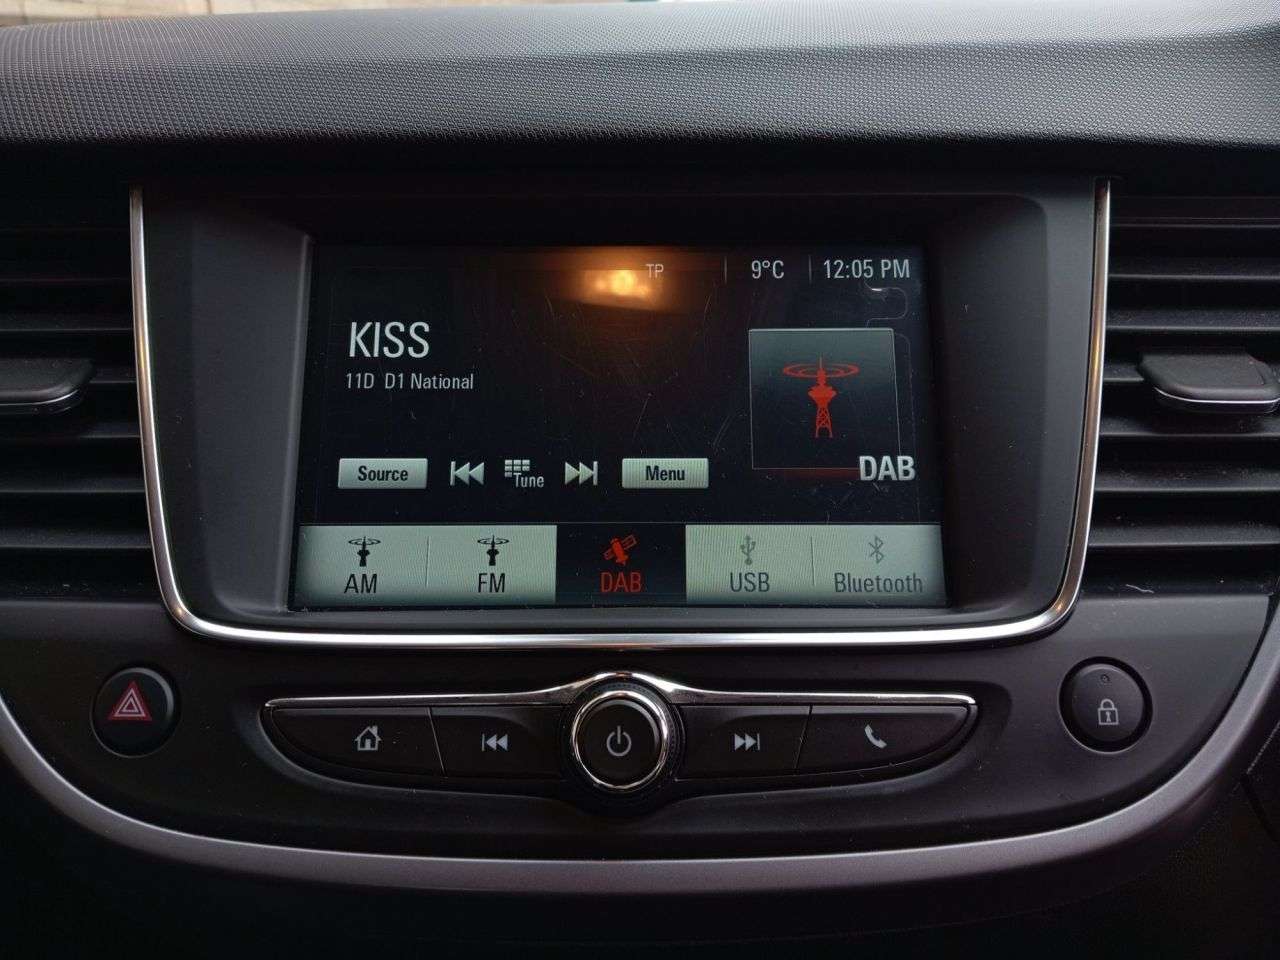 TP 9°C 12:05 PM
KISS
11D D1 National
Source Tune Menu
DAB
AM FM DAB USB Bluetooth